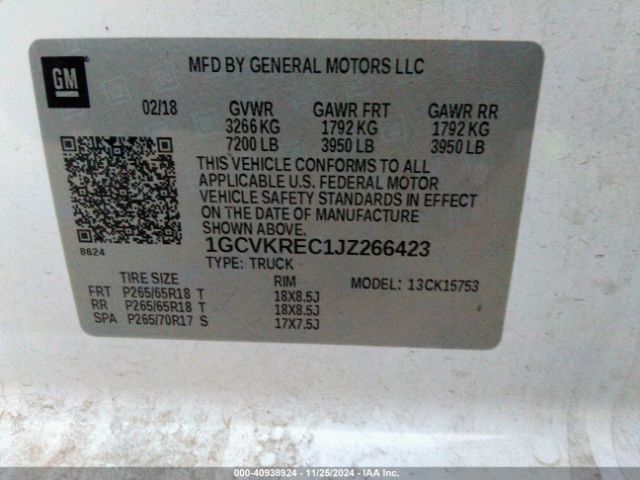 GM
MFD BY GENERAL MOTORS LLC
02/18 GVWR GAWR FRT GAWR RR
3266 KG 1792 KG 1792 KG
7200 LB 3950 LB 3950 LB
THIS VEHICLE CONFORMS TO ALL
APPLICABLE U.S. FEDERAL MOTOR
VEHICLE SAFETY STANDARDS IN EFFECT
ON THE DATE OF MANUFACTURE
SHOWN ABOVE.
8624
1GCVKREC1JZ266423
TYPE: TRUCK
TIRE SIZE RIM MODEL: 13CK15753
FRT P265/65R18 T 18X8.5J
RR P265/65R18 T 18X8.5J
SPA P265/70R17 S 17X7.5J
000-40938924 - 11/25/2024 - IAA Inc.